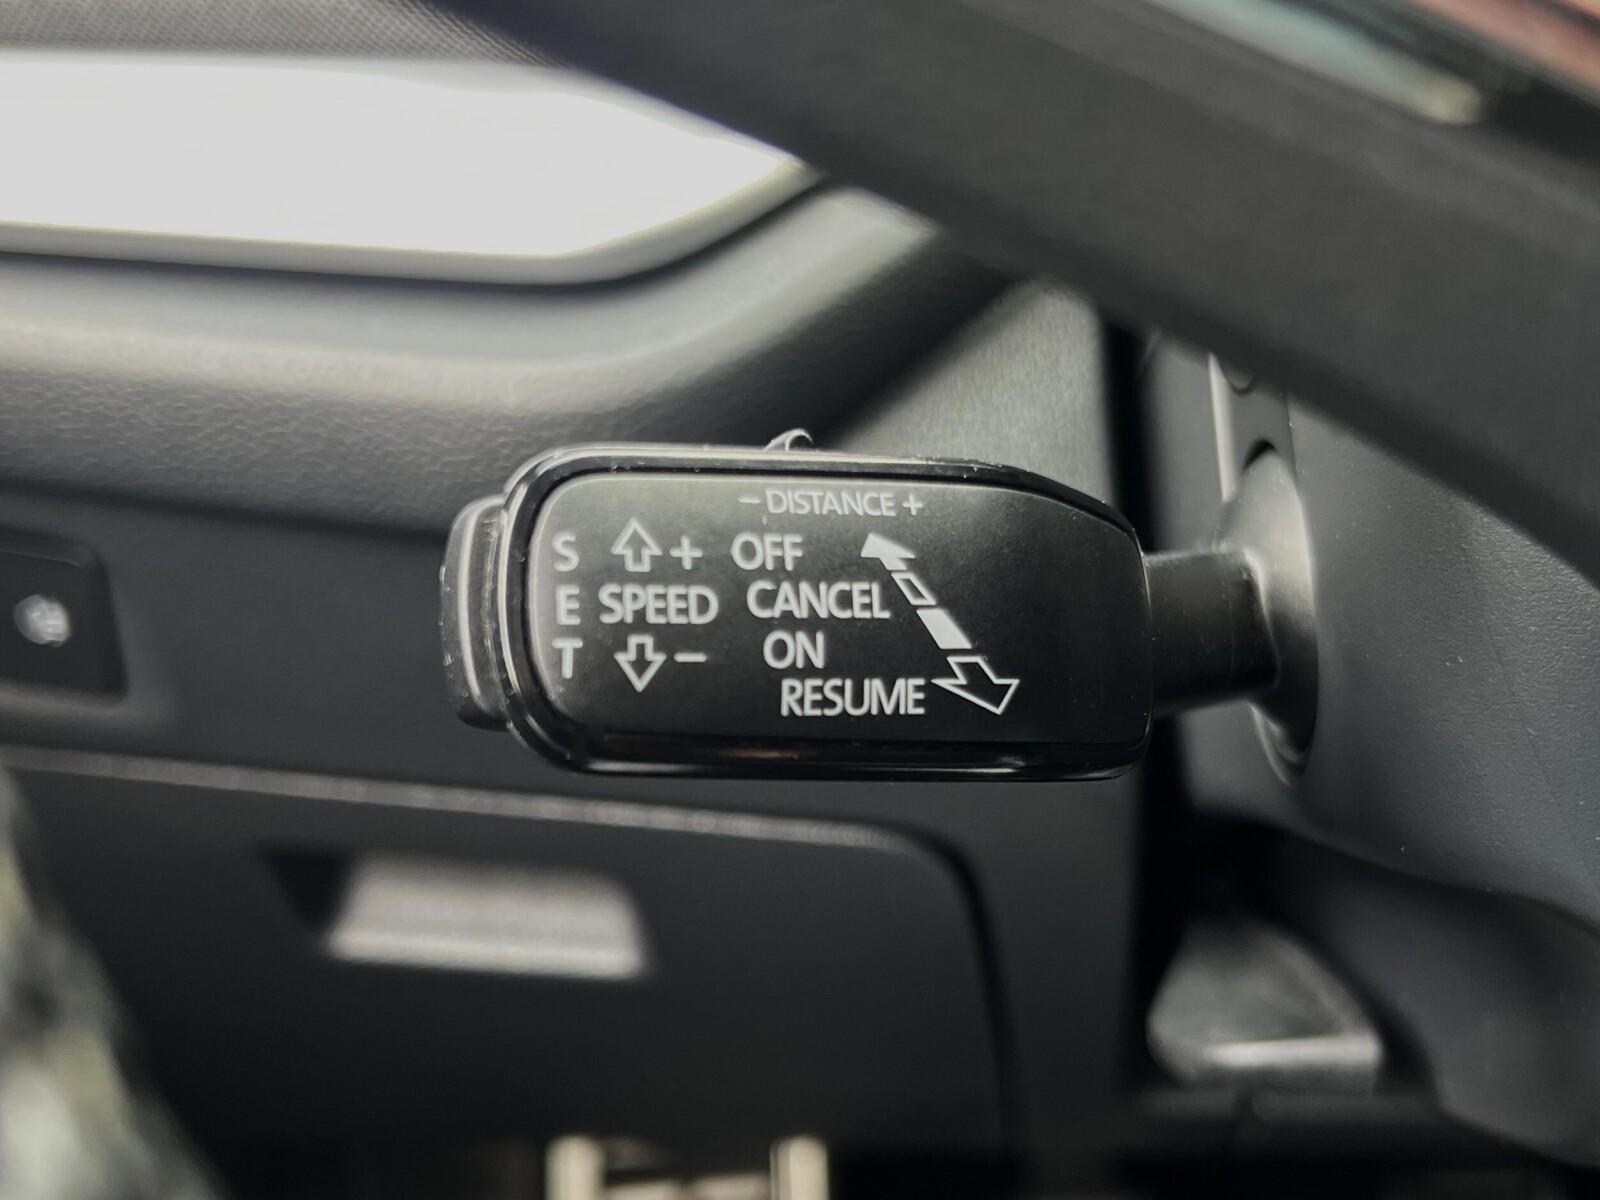 - DISTANCE +
S + OFF
E SPEED CANCEL
T - ON
RESUME